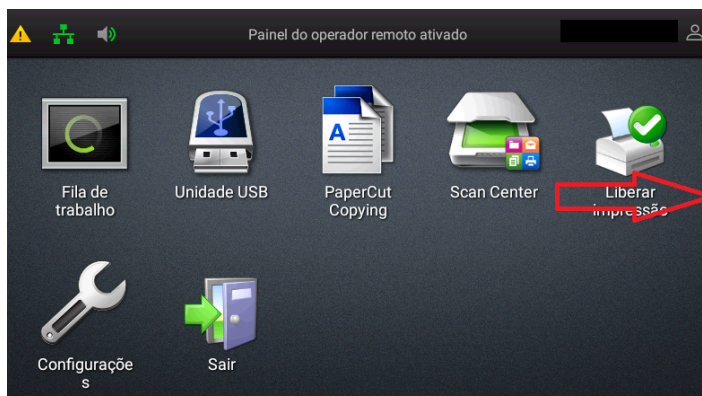 Painel do operador remoto ativado
Fila de
trabalho
Unidade USB
A
PaperCut
Copying
Scan Center
Liberar
impressão
Configuraçõe
s
Sair